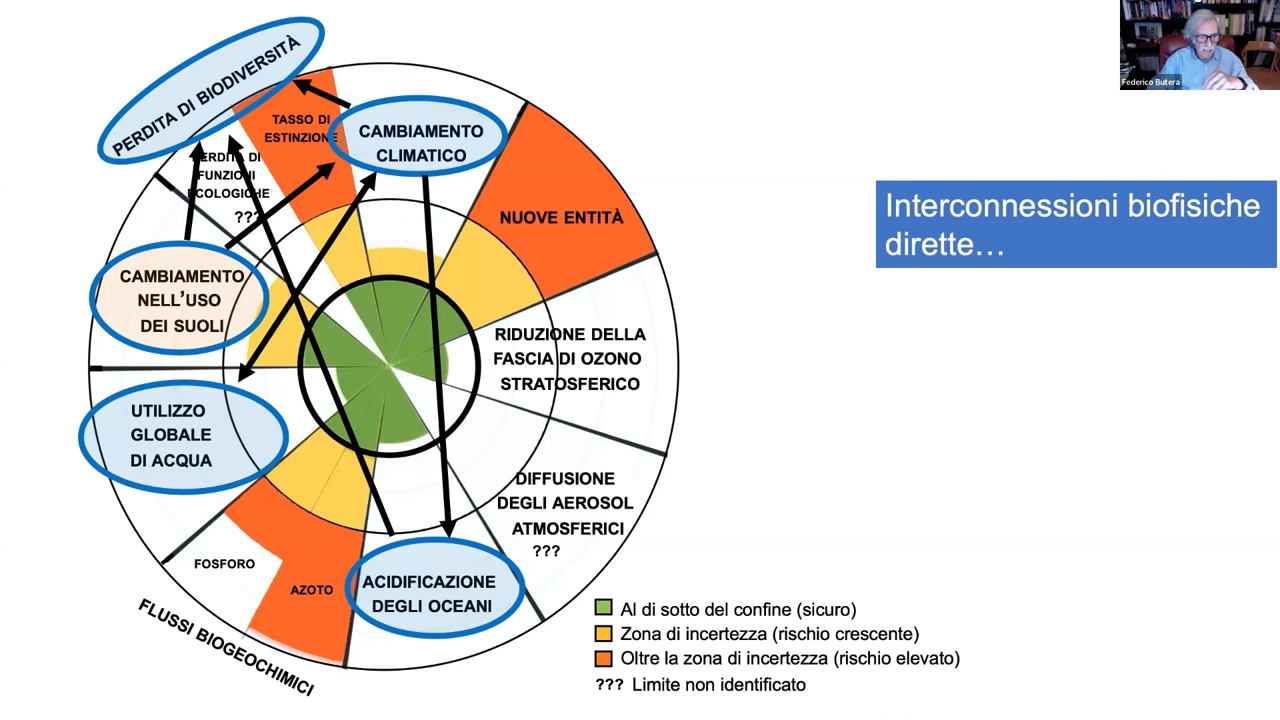 Federico Butera
PERDITA DI BIODIVERSITÀ
TASSO DI
ESTINZIONE
CAMBIAMENTO
CLIMATICO
PERDITA DI
FUNZIONI
ECOLOGICHE
???
NUOVE ENTITÀ
Interconnessioni biofisiche
dirette…
CAMBIAMENTO
NELL'USO
DEI SUOLI
RIDUZIONE DELLA
FASCIA DI OZONO
STRATOSFERICO
UTILIZZO
GLOBALE
DI ACQUA
DIFFUSIONE
DEGLI AEROSOL
ATMOSFERICI
???
FOSFORO
AZOTO
ACIDIFICAZIONE
DEGLI OCEANI
FLUSSI BIOGEOCHIMICI
Al di sotto del confine (sicuro)
Zona di incertezza (rischio crescente)
Oltre la zona di incertezza (rischio elevato)
??? Limite non identificato